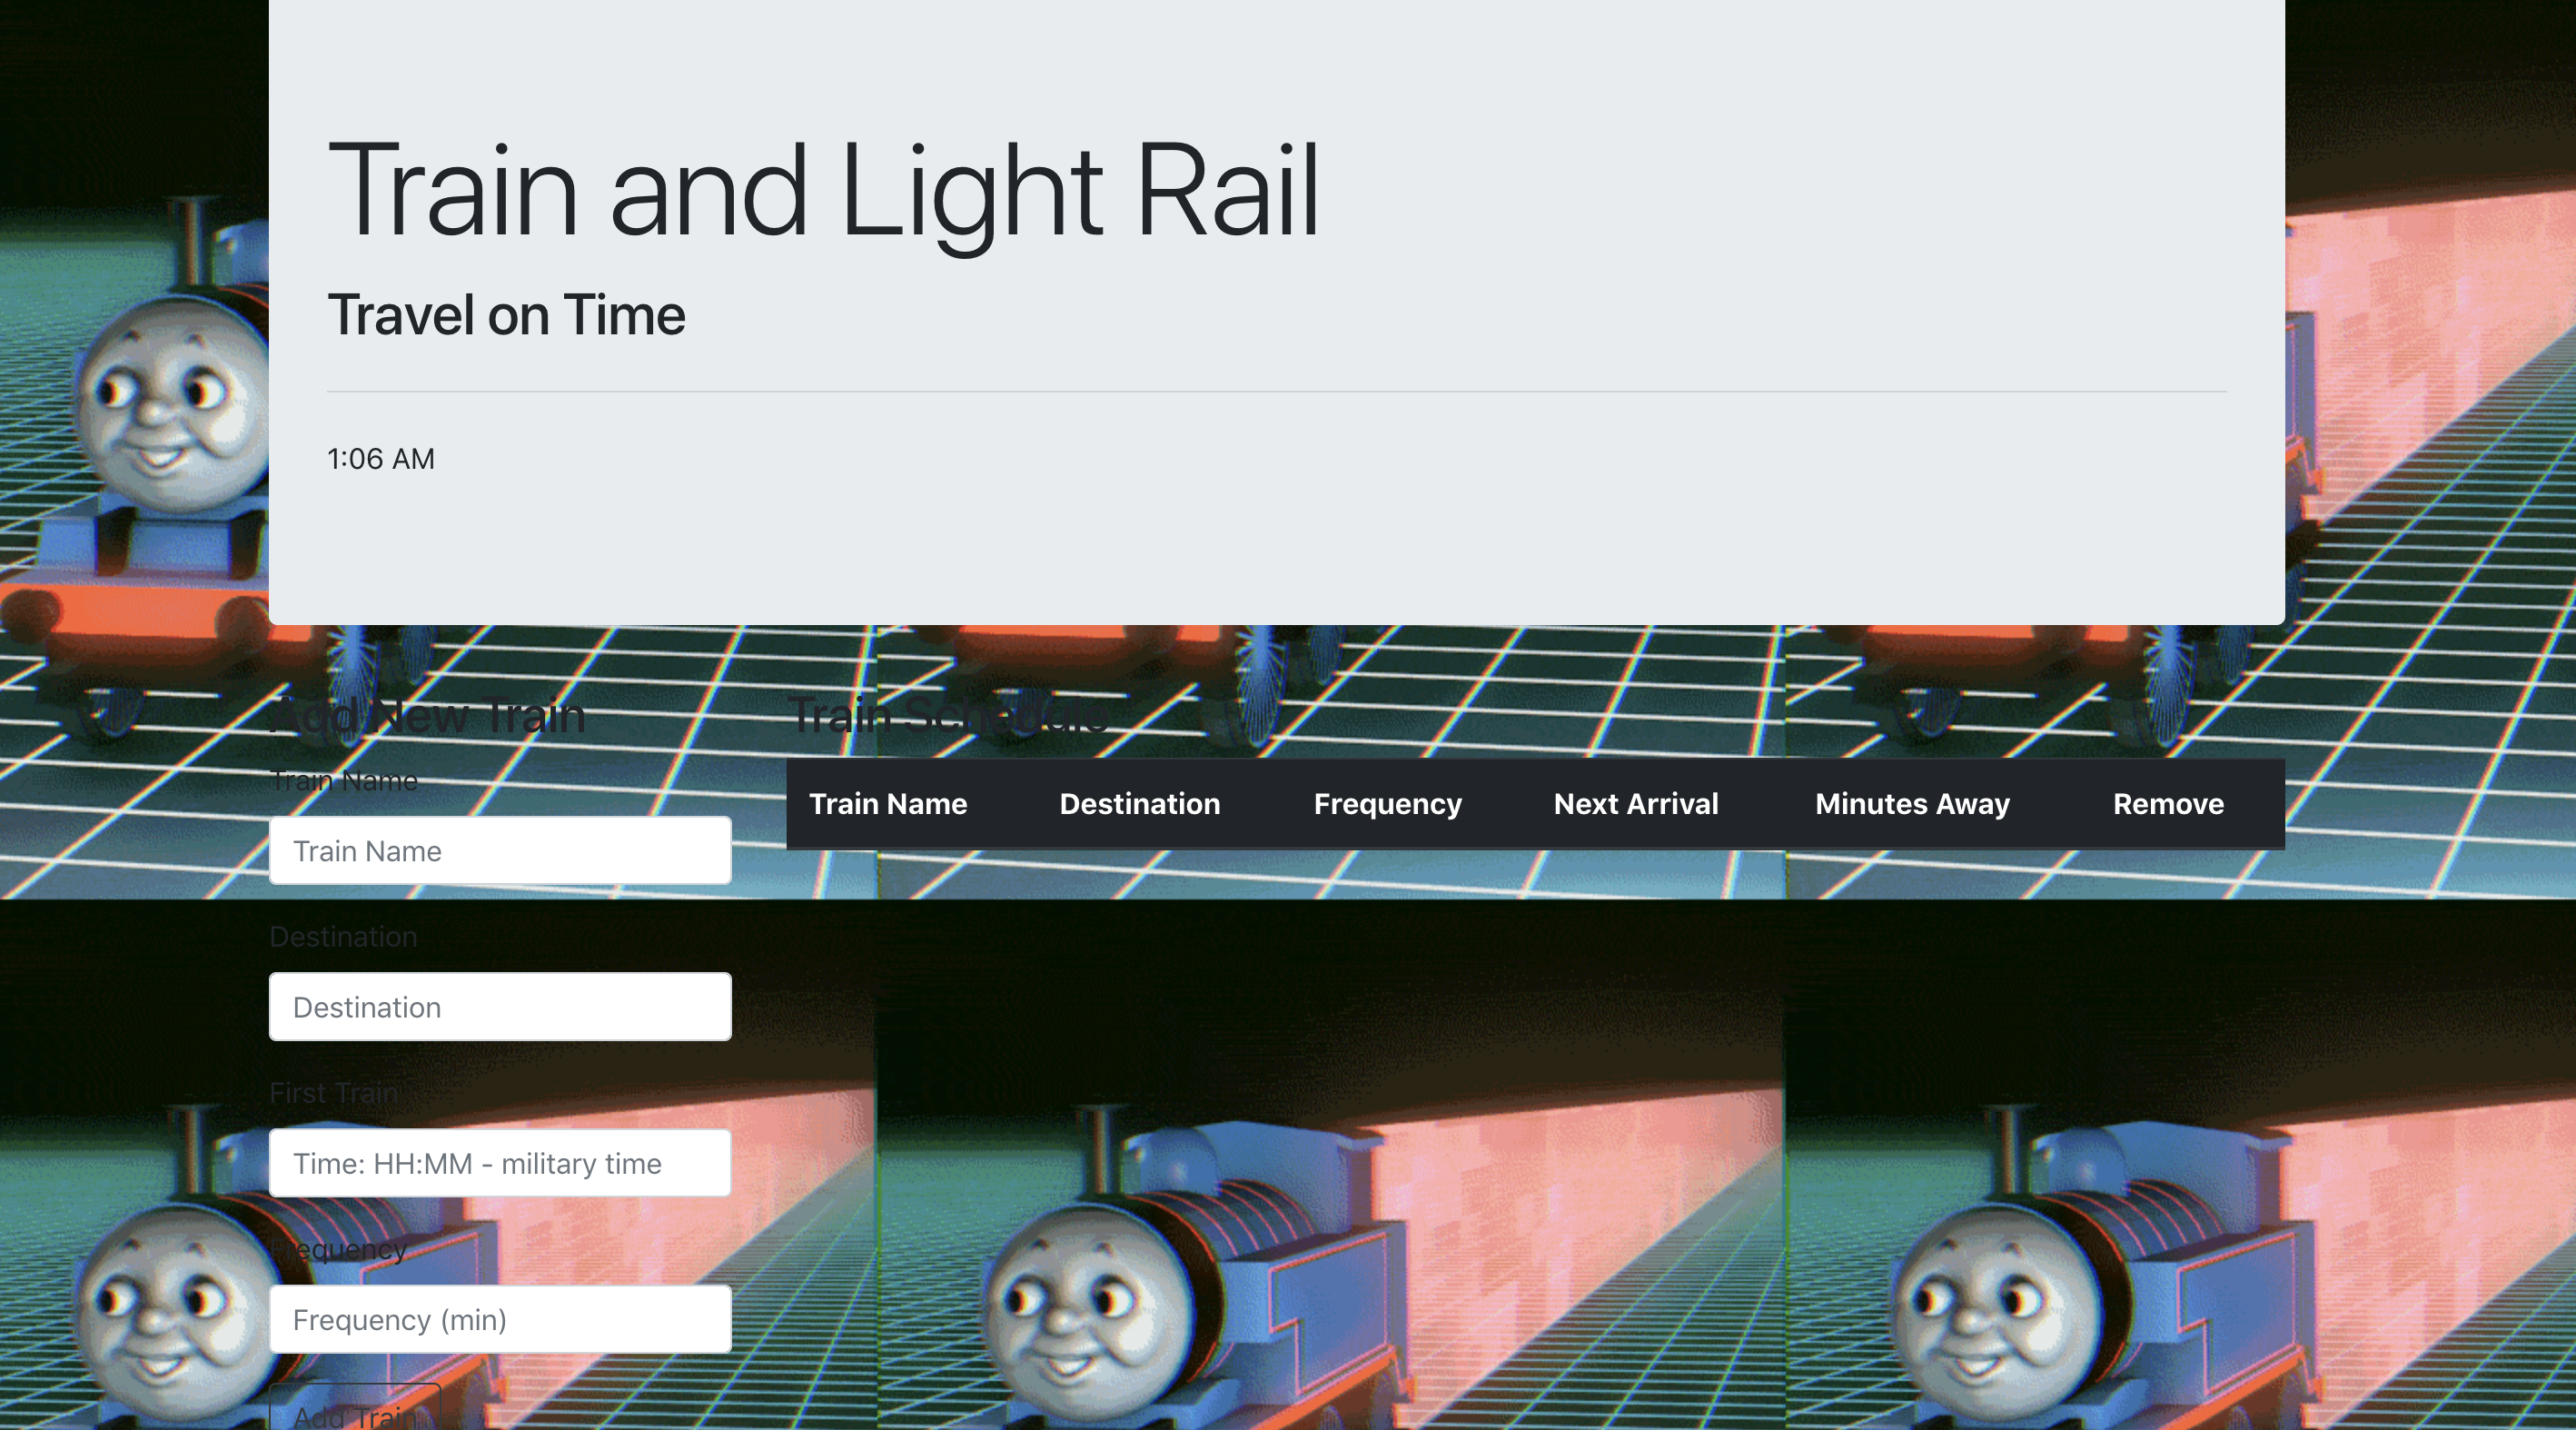 Train and Light Rail
Travel on Time
1:06 AM
Add New Train
Train Name
Train Name
Destination
Destination
First Train
Time: HH:MM - military time
Frequency
Frequency (min)
Add Train
Train Schedule
Train Name Destination Frequency Next Arrival Minutes Away Remove